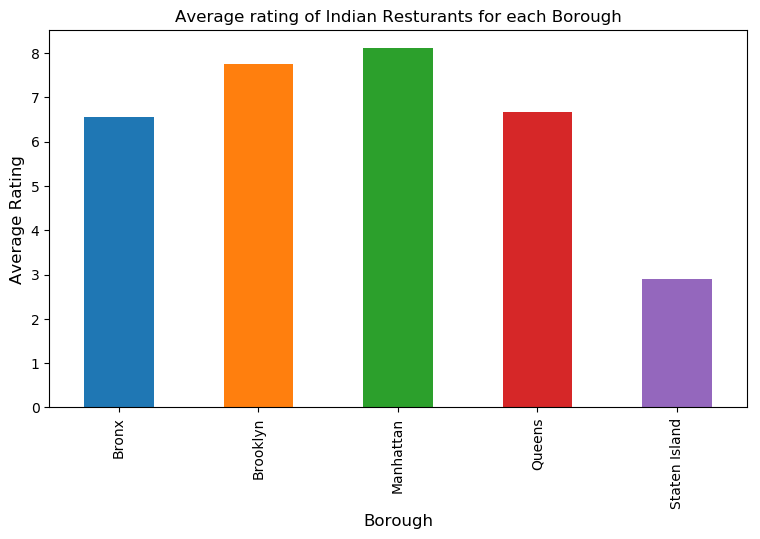 Average rating of Indian Resturants for each Borough
Average Rating
8
7
6
5
4
3
2
1
0
Bronx
Brooklyn
Manhattan
Queens
Staten Island
Borough